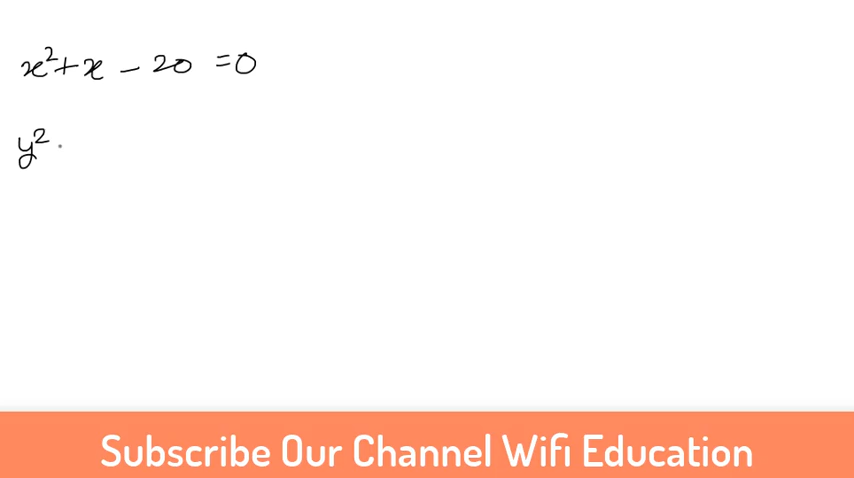 x² + x - 20 = 0
y²
Subscribe Our Channel Wifi Education